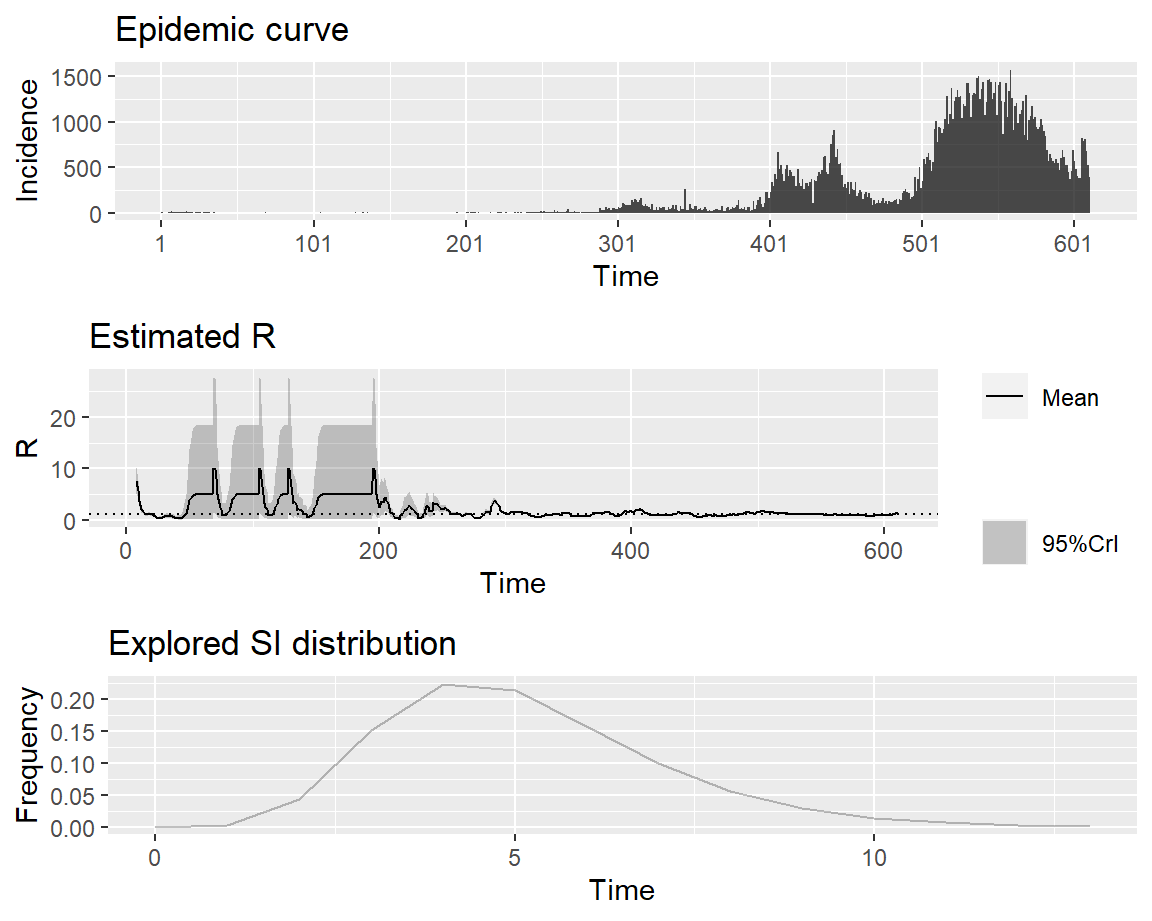 Epidemic curve
Incidence
1500
1000
500
0
1 101 201 301 401 501 601
Time
Estimated R
R
20
10
0
0 200 400 600
Time
Mean
95%CrI
Explored SI distribution
Frequency
0.20
0.15
0.10
0.05
0.00
0 5 10
Time